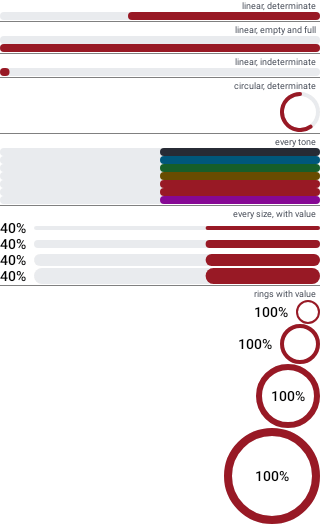 linear, determinate
linear, empty and full
linear, indeterminate
circular, determinate
every tone
every size, with value
40%
40%
40%
40%
rings with value
100%
100%
100%
100%